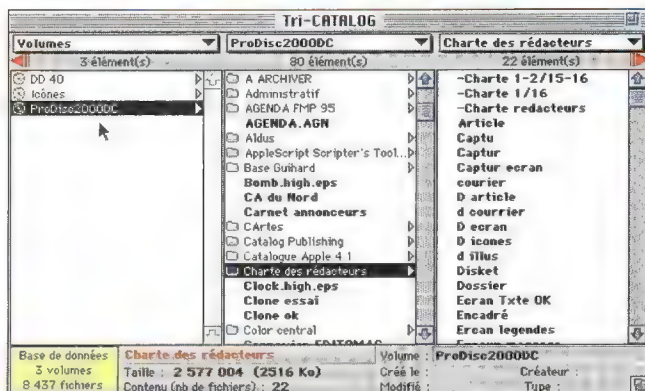 Tri-CATALOG
Volumes
ProDisc2000DC
Charte des rédacteurs
3 élément(s)
80 élément(s)
22 élément(s)
DD 40
Icônes
ProDisc2000DC
A ARCHIVER
Administratif
AGENDA FMP 95
AGENDA.AGN
Aldus
AppleScript Scripter's Tool...
Base Guihard
Bomb.high.eps
CA du Nord
Carnet annonceurs
CArtes
Catalog Publishing
Catalogue Apple 4.1
Charte des rédacteurs
Clock.high.eps
Clone essai
Clone ok
Color central
-Charte 1-2/15-16
-Charte 1/16
-Charte redacteurs
Article
Captu
Captur
Captur ecran
courier
D article
d courrier
D ecran
D icones
d illus
Disket
Dossier
Ecran Txte OK
Encadré
Ercan legendes
Base de données
3 volumes
8 437 fichiers
Charte des rédacteurs
Taille : 2 577 004 (2516 Ko)
Contenu (nb de fichiers) : 22
Volume : ProDisc2000DC
Créé le :
Créateur :
Modifié :
Type :